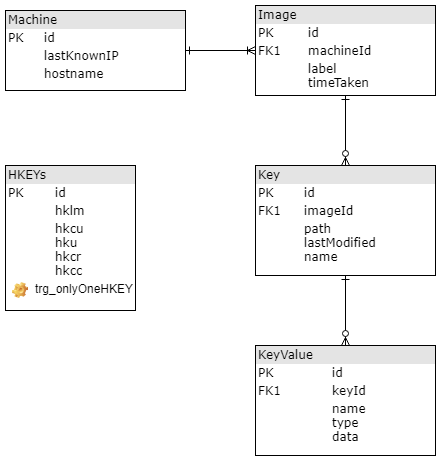 Machine
PK id
lastKnownIP
hostname
Image
PK id
FK1 machineId
label
timeTaken
HKEYs
PK id
hklm
hkcu
hku
hkcr
hkcc
trg_onlyOneHKEY
Key
PK id
FK1 imageId
path
lastModified
name
KeyValue
PK id
FK1 keyId
name
type
data